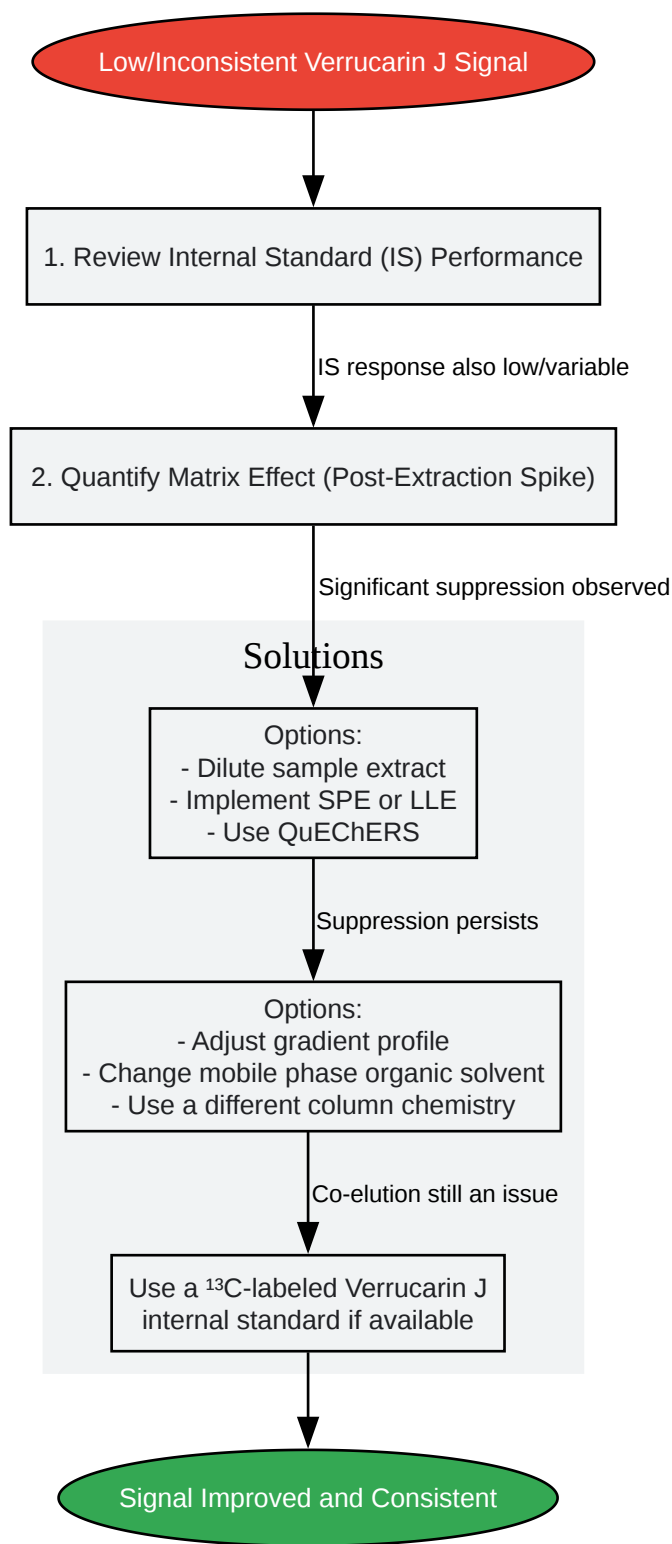 Low/Inconsistent Verrucarin J Signal
1. Review Internal Standard (IS) Performance
IS response also low/variable
2. Quantify Matrix Effect (Post-Extraction Spike)
Significant suppression observed
Solutions
Options:
- Dilute sample extract
- Implement SPE or LLE
- Use QuEChERS
Suppression persists
Options:
- Adjust gradient profile
- Change mobile phase organic solvent
- Use a different column chemistry
Co-elution still an issue
Use a ¹³C-labeled Verrucarin J
internal standard if available
Signal Improved and Consistent